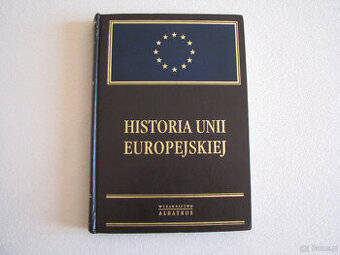 HISTORIA UNII
EUROPEJSKIEJ
WYDAWNICTWO
ALBATROS